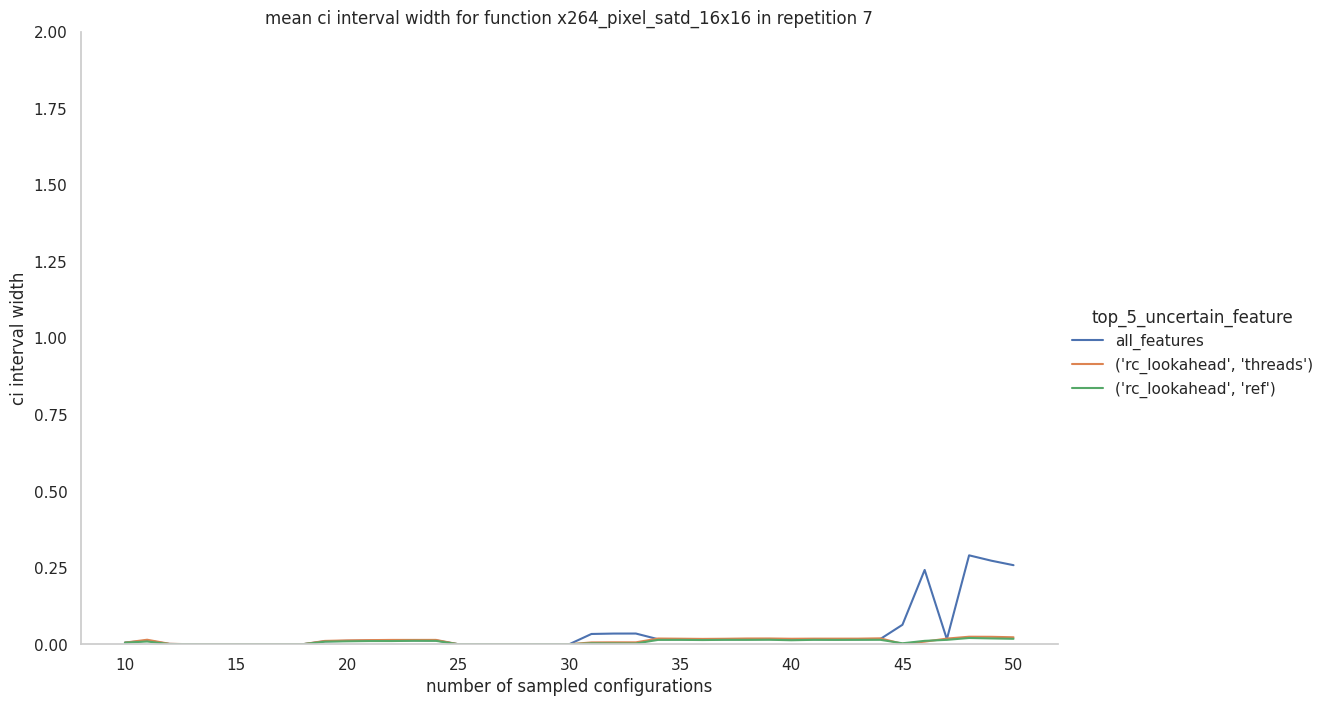 mean ci interval width for function x264_pixel_satd_16x16 in repetition 7
2.00
1.75
1.50
1.25
1.00
0.75
0.50
0.25
0.00
ci interval width
10 15 20 25 30 35 40 45 50
number of sampled configurations
top_5_uncertain_feature
all_features
('rc_lookahead', 'threads')
('rc_lookahead', 'ref')